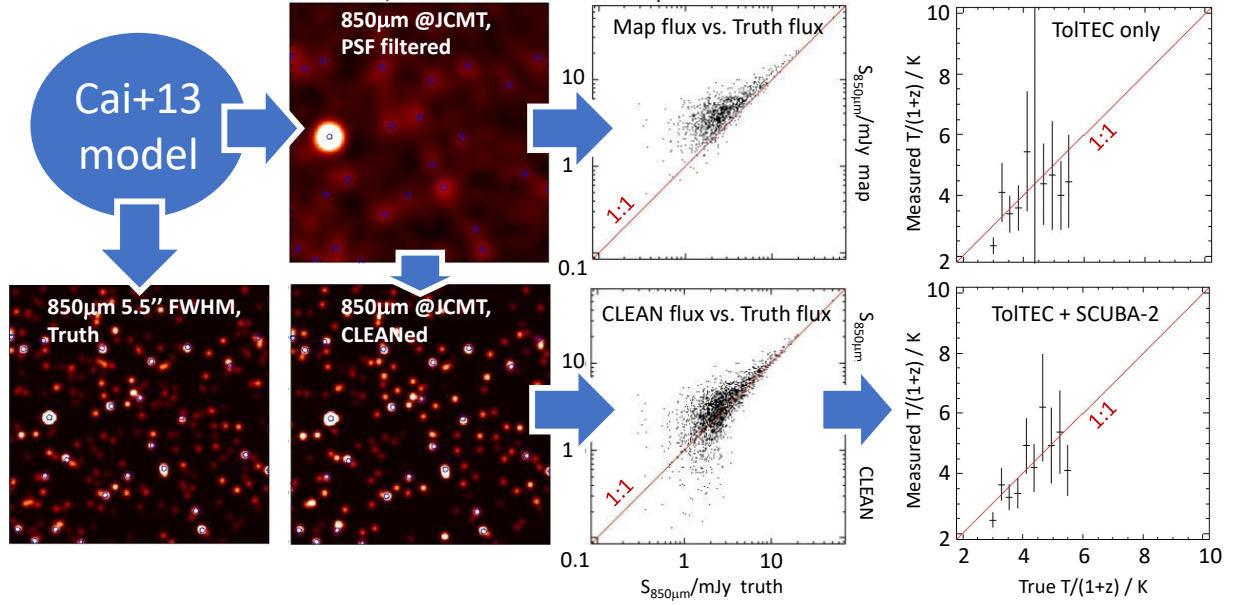 Cai+13
model
850μm @JCMT,
PSF filtered
Map flux vs. Truth flux
10
1
0.1
1:1
S850μm/mJy map
TolTEC only
10
8
6
4
2
Measured T/(1+z) / K
1:1
850μm 5.5’’ FWHM,
Truth
850μm @JCMT,
CLEANed
CLEAN flux vs. Truth flux
10
1
0.1
1
10
1:1
S850μm/mJy truth
S850μm
CLEAN
TolTEC + SCUBA-2
10
8
6
4
2
Measured T/(1+z) / K
1:1
2
4
6
8
10
True T/(1+z) / K